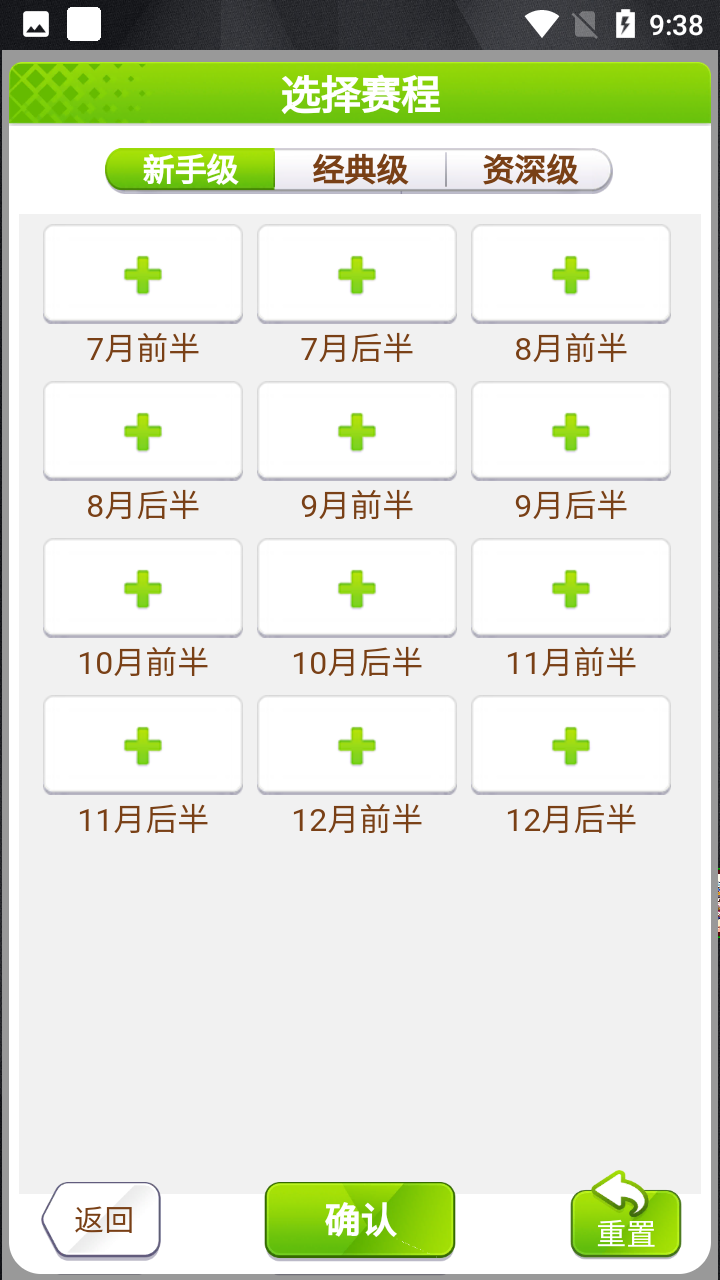 9:38
选择赛程
新手级 经典级 资深级
7月前半 7月后半 8月前半
8月后半 9月前半 9月后半
10月前半 10月后半 11月前半
11月后半 12月前半 12月后半
返回 确认 重置